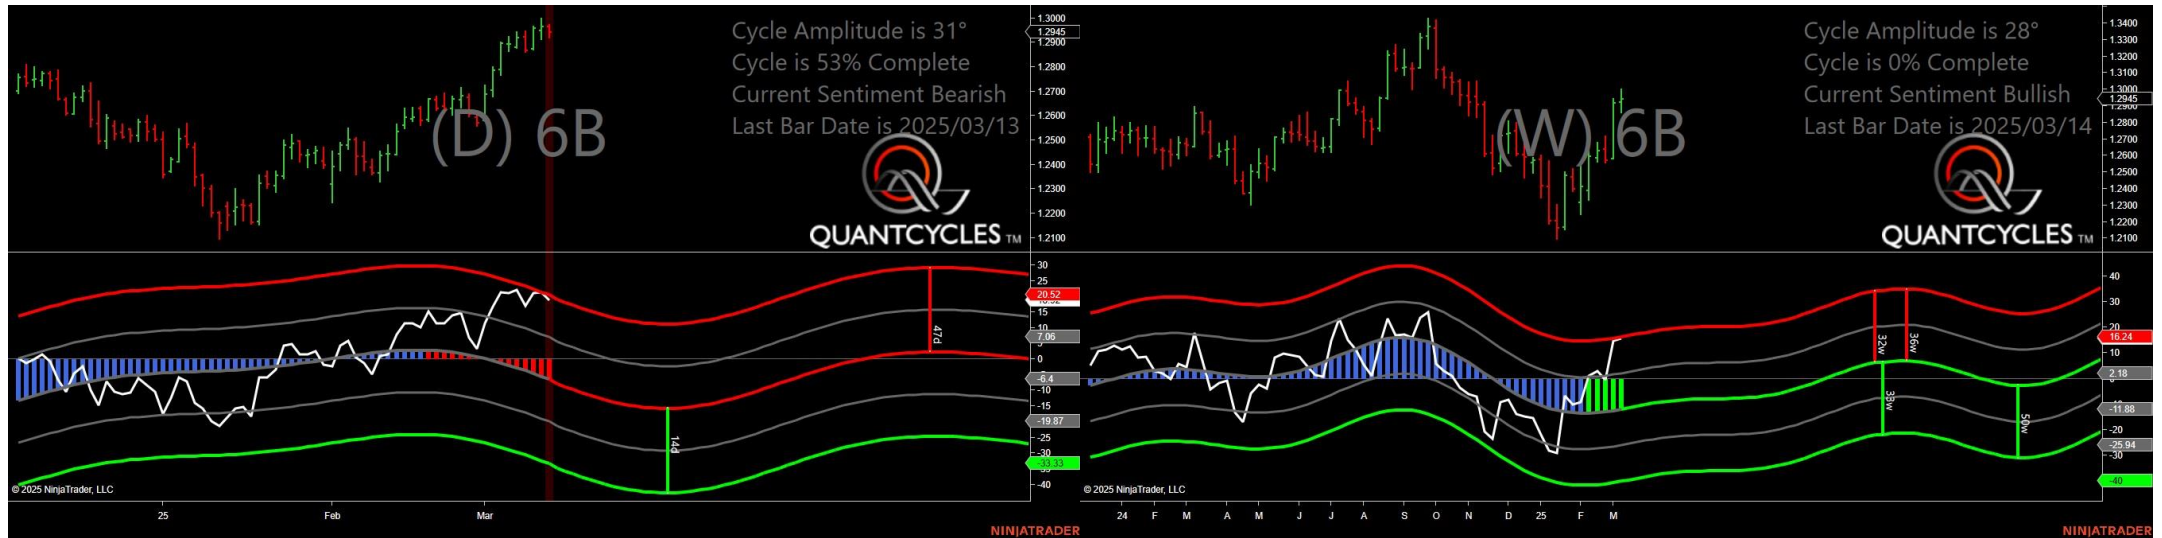 Cycle Amplitude is 31°
Cycle is 53% Complete
Current Sentiment Bearish
Last Bar Date is 2025/03/13
(D) 6B
QUANTCYCLES TM
1.3000
1.2945
1.2900
1.2800
1.2700
1.2600
1.2500
1.2400
1.2300
1.2200
1.2100
30
25
20.52
15
10
7.06
0
-6.4
-10
-15
-19.87
-25
-30
-33.33
-40
47d
14d
© 2025 NinjaTrader, LLC
25 Feb Mar
NINJATRADER
Cycle Amplitude is 28°
Cycle is 0% Complete
Current Sentiment Bullish
Last Bar Date is 2025/03/14
(W) 6B
QUANTCYCLES TM
1.3400
1.3300
1.3200
1.3100
1.3000
1.2945
1.2800
1.2700
1.2600
1.2500
1.2400
1.2300
1.2200
1.2100
40
30
20
16.24
10
2.18
-11.88
-20
-25.94
-30
-40
32w
36w
50w
© 2025 NinjaTrader, LLC
24 F M A M J J A S O N D 25 F M
NINJATRADER